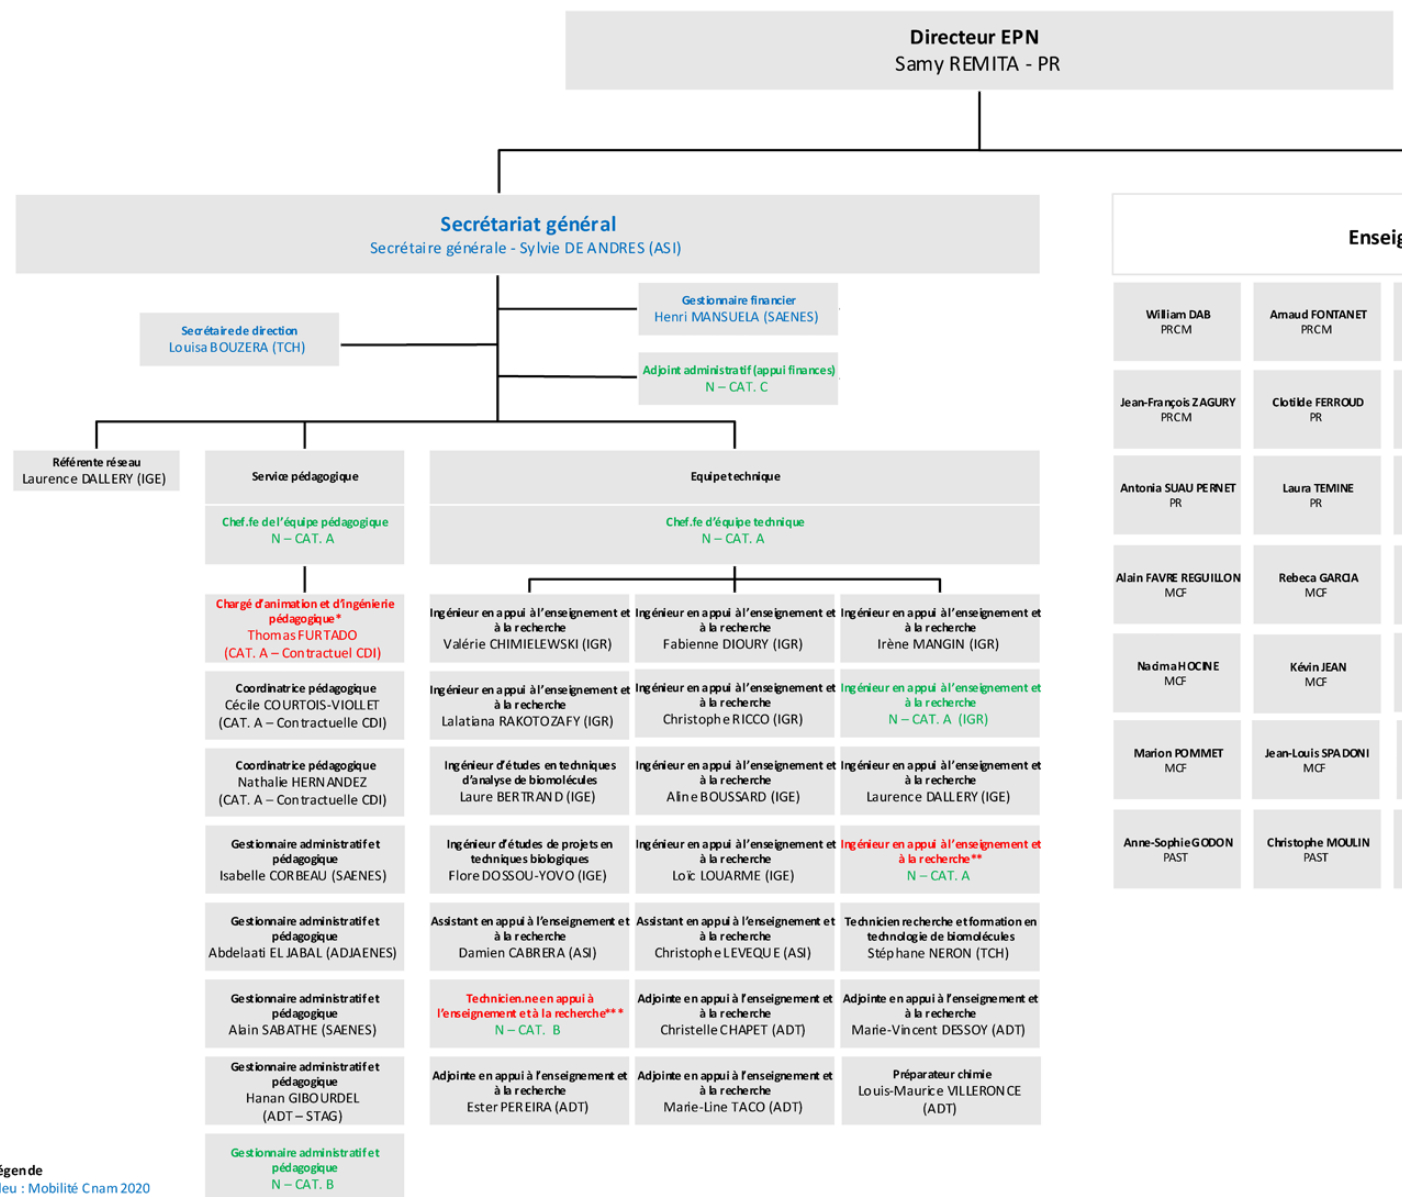 Directeur EPN
Samy REMITA - PR
Secrétariat général
Secrétaire générale - Sylvie DE ANDRES (ASI)
Enseig
Gestionnaire financier
Henri MANSUELA (SAENES)
Secrétaire de direction
Louisa BOUZERA (TCH)
Adjoint administratif (appui finances)
N – CAT. C
Référente réseau
Laurence DALLERY (IGE)
Service pédagogique
Chef.fe de l'équipe pédagogique
N – CAT. A
Equipe technique
Chef.fe d'équipe technique
N – CAT. A
Chargé d'animation et d'ingénierie
pédagogique*
Thomas FURTADO
(CAT. A – Contractuel CDI)
Coordinatrice pédagogique
Cécile COURTOIS-VIOLLET
(CAT. A – Contractuelle CDI)
Coordinatrice pédagogique
Nathalie HERNANDEZ
(CAT. A – Contractuelle CDI)
Gestionnaire administratif et
pédagogique
Isabelle CORBEAU (SAENES)
Gestionnaire administratif et
pédagogique
Abdelaati EL JABAL (ADJAENES)
Gestionnaire administratif et
pédagogique
Alain SABATHE (SAENES)
Gestionnaire administratif et
pédagogique
Hanan GIBOURDEL
(ADT – STAG)
Gestionnaire administratif et
pédagogique
N – CAT. B
Ingénieur en appui à l'enseignement et
à la recherche
Valérie CHIMIELEWSKI (IGR)
Ingénieur en appui à l'enseignement et
à la recherche
Fabienne DIOURY (IGR)
Ingénieur en appui à l'enseignement et
à la recherche
Irène MANGIN (IGR)
Ingénieur en appui à l'enseignement et
à la recherche
Lalatiana RAKOTOZAFY (IGR)
Ingénieur en appui à l'enseignement et
à la recherche
Christophe RICCO (IGR)
Ingénieur en appui à l'enseignement et
à la recherche
N – CAT. A (IGR)
Ingénieur d'études en techniques
d'analyse de biomolécules
Laure BERTRAND (IGE)
Ingénieur en appui à l'enseignement et
à la recherche
Aline BOUSSARD (IGE)
Ingénieur en appui à l'enseignement et
à la recherche
Laurence DALLERY (IGE)
Ingénieur d'études de projets en
techniques biologiques
Flore DOSSOU-YOVO (IGE)
Ingénieur en appui à l'enseignement et
à la recherche
Loïc LOUARME (IGE)
Ingénieur en appui à l'enseignement et
à la recherche**
N – CAT. A
Assistant en appui à l'enseignement et
à la recherche
Damien CABRERA (ASI)
Assistant en appui à l'enseignement et
à la recherche
Christophe LEVEQUE (ASI)
Technicien recherche et formation en
technologie de biomolécules
Stéphane NERON (TCH)
Technicien.ne en appui à
l'enseignement et à la recherche***
N – CAT. B
Adjointe en appui à l'enseignement et
à la recherche
Christelle CHAPET (ADT)
Adjointe en appui à l'enseignement et
à la recherche
Marie-Vincent DESSOY (ADT)
Adjointe en appui à l'enseignement et
à la recherche
Ester PEREIRA (ADT)
Adjointe en appui à l'enseignement et
à la recherche
Marie-Line TACO (ADT)
Préparateur chimie
Louis-Maurice VILLERONCE
(ADT)
William DAB
PRCM
Arnaud FONTANET
PRCM
Jean-François ZAGURY
PRCM
Clotilde FERROUD
PR
Antonia SUAU PERNET
PR
Laura TEMINE
PR
Alain FAVRE REGUILLON
MCF
Rebeca GARCIA
MCF
Nacima HOCINE
MCF
Kévin JEAN
MCF
Marion POMMET
MCF
Jean-Louis SPADONI
MCF
Anne-Sophie GODON
PAST
Christophe MOULIN
PAST
égende
leu : Mobilité Cnam 2020